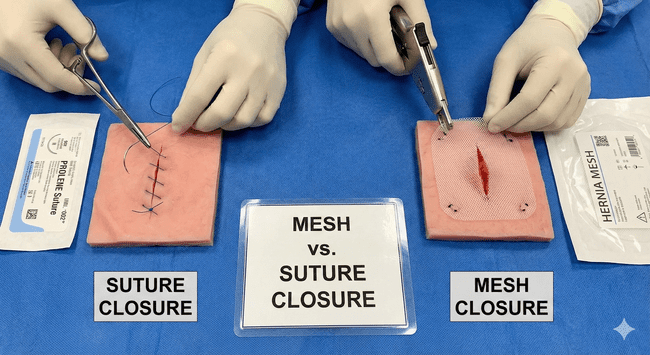 PROLENE Suture
HERNIA MESH
MESH
vs.
SUTURE
CLOSURE
SUTURE
CLOSURE
MESH
CLOSURE